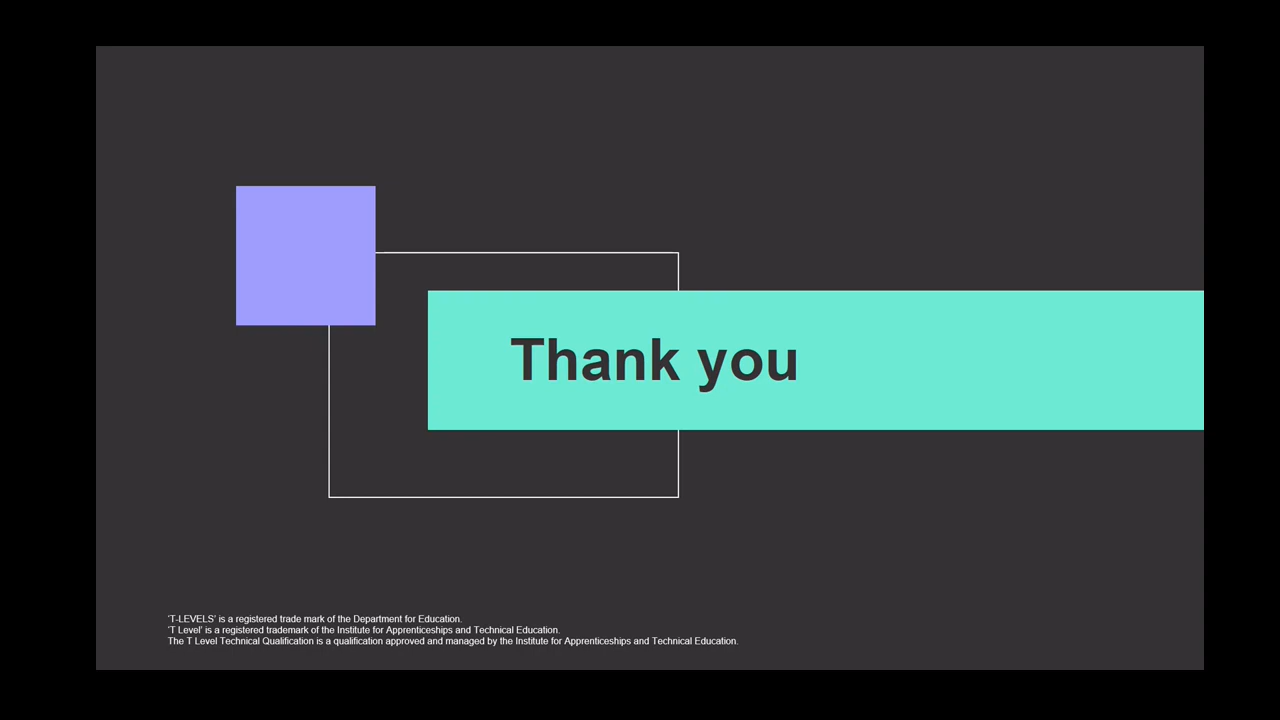 Thank you
'T-LEVELS' is a registered trade mark of the Department for Education.
'T Level' is a registered trademark of the Institute for Apprenticeships and Technical Education.
The T Level Technical Qualification is a qualification approved and managed by the Institute for Apprenticeships and Technical Education.